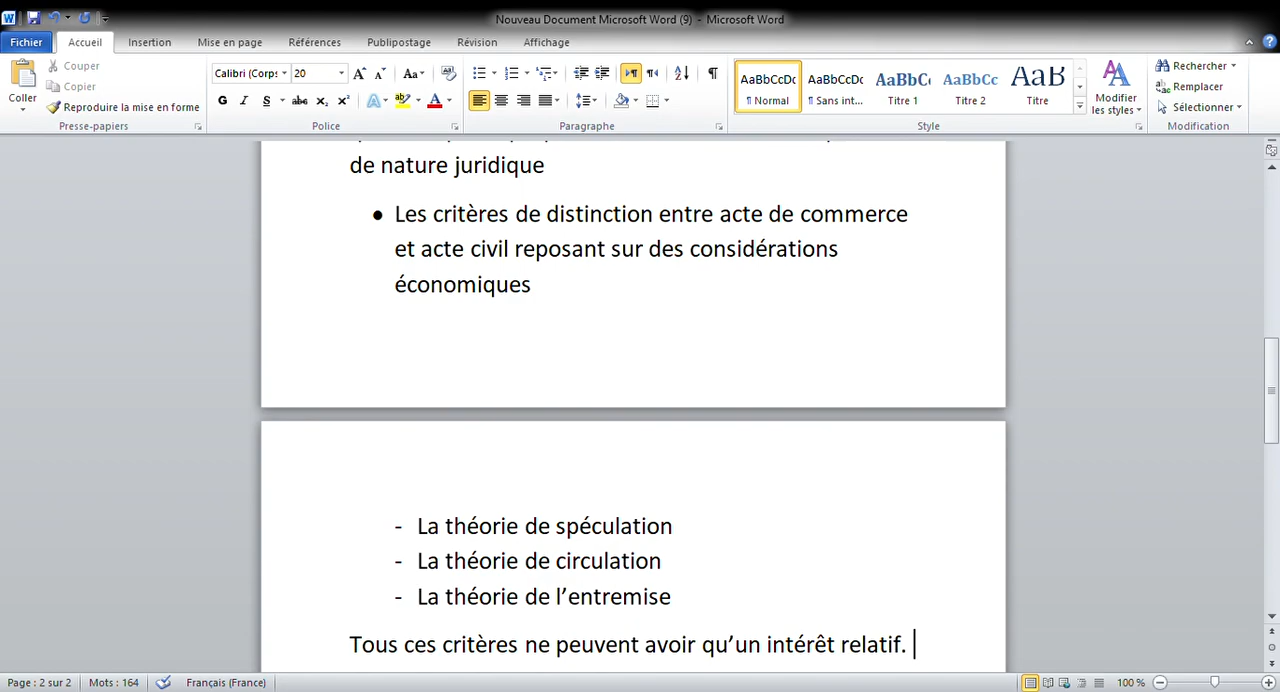 Nouveau Document Microsoft Word (9) - Microsoft Word
Fichier Accueil Insertion Mise en page Références Publipostage Révision Affichage
Coller
Couper
Copier
Reproduire la mise en forme
Presse-papiers
Calibri (Corps 20
Police
Paragraphe
AaBbCcDc AaBbCcDc AaBbCc AaBbCc AaB
¶ Normal ¶ Sans int... Titre 1 Titre 2 Titre
Style
Modifier
les styles
Rechercher
Remplacer
Sélectionner
Modification
de nature juridique
● Les critères de distinction entre acte de commerce
et acte civil reposant sur des considérations
économiques
- La théorie de spéculation
- La théorie de circulation
- La théorie de l’entremise
Tous ces critères ne peuvent avoir qu’un intérêt relatif.
Page : 2 sur 2 Mots : 164 Français (France) 100 %